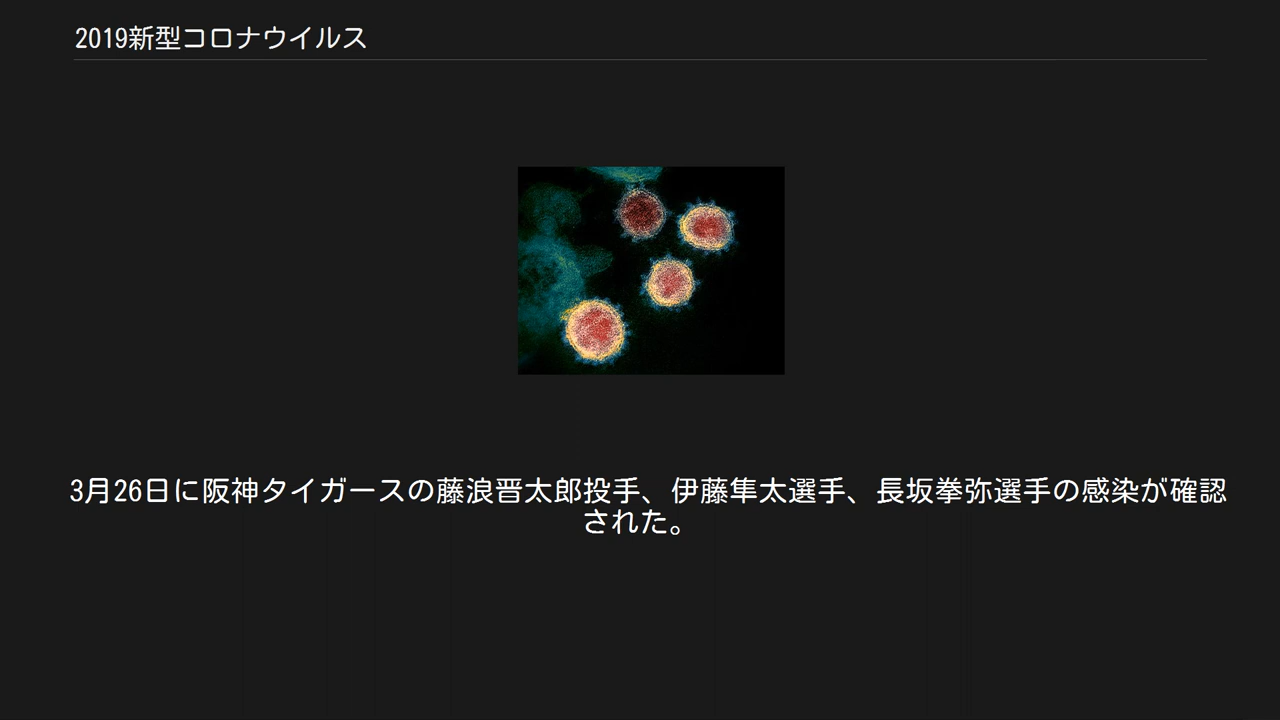 2019新型コロナウイルス
3月26日に阪神タイガースの藤浪晋太郎投手、伊藤隼太選手、長坂拳弥選手の感染が確認
された。